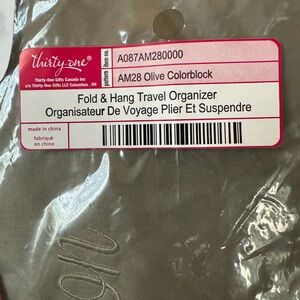 thirty-one®
Thirty-One Gifts Canada Inc
c/o Thirty-One Gifts LLC Columbus, OH
item no.
A087AM280000
pattern
AM28 Olive Colorblock
Fold & Hang Travel Organizer
Organisateur De Voyage Plier Et Suspendre
made in china
fabriqué
en chine